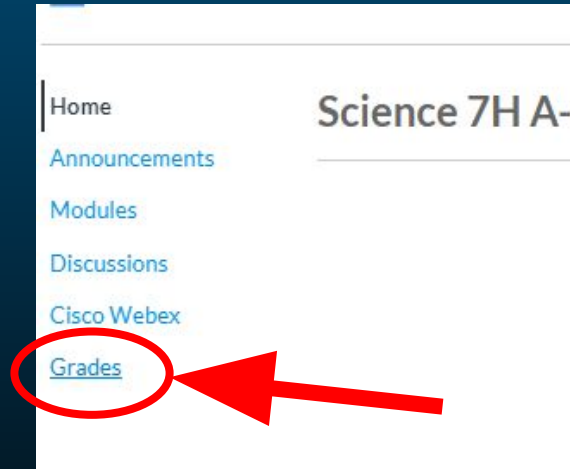 Home
Science 7H A-
Announcements
Modules
Discussions
Cisco Webex
Grades